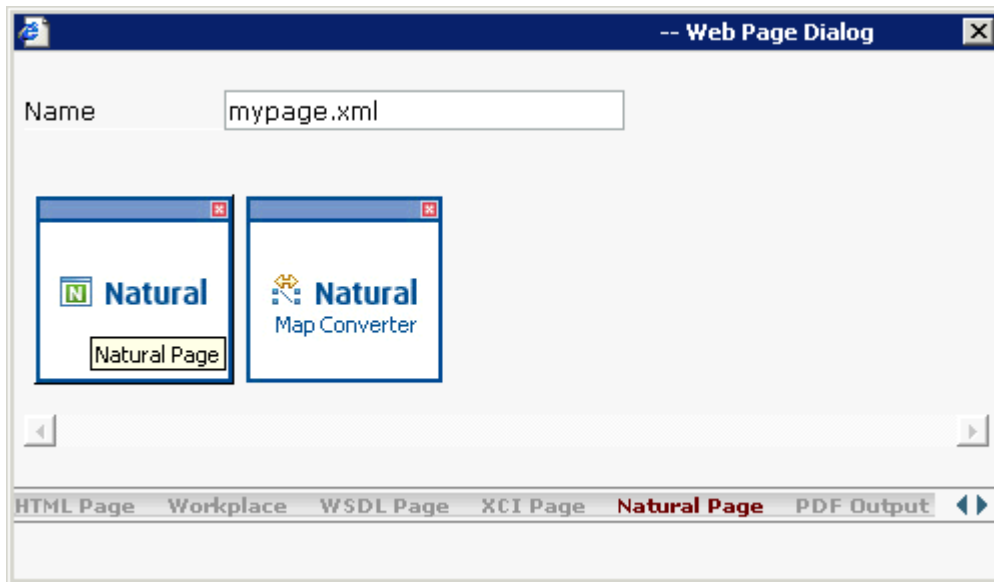 -- Web Page Dialog
Name mypage.xml
N Natural Natural
Map Converter
Natural Page
HTML Page Workplace WSDL Page XCI Page Natural Page PDF Output